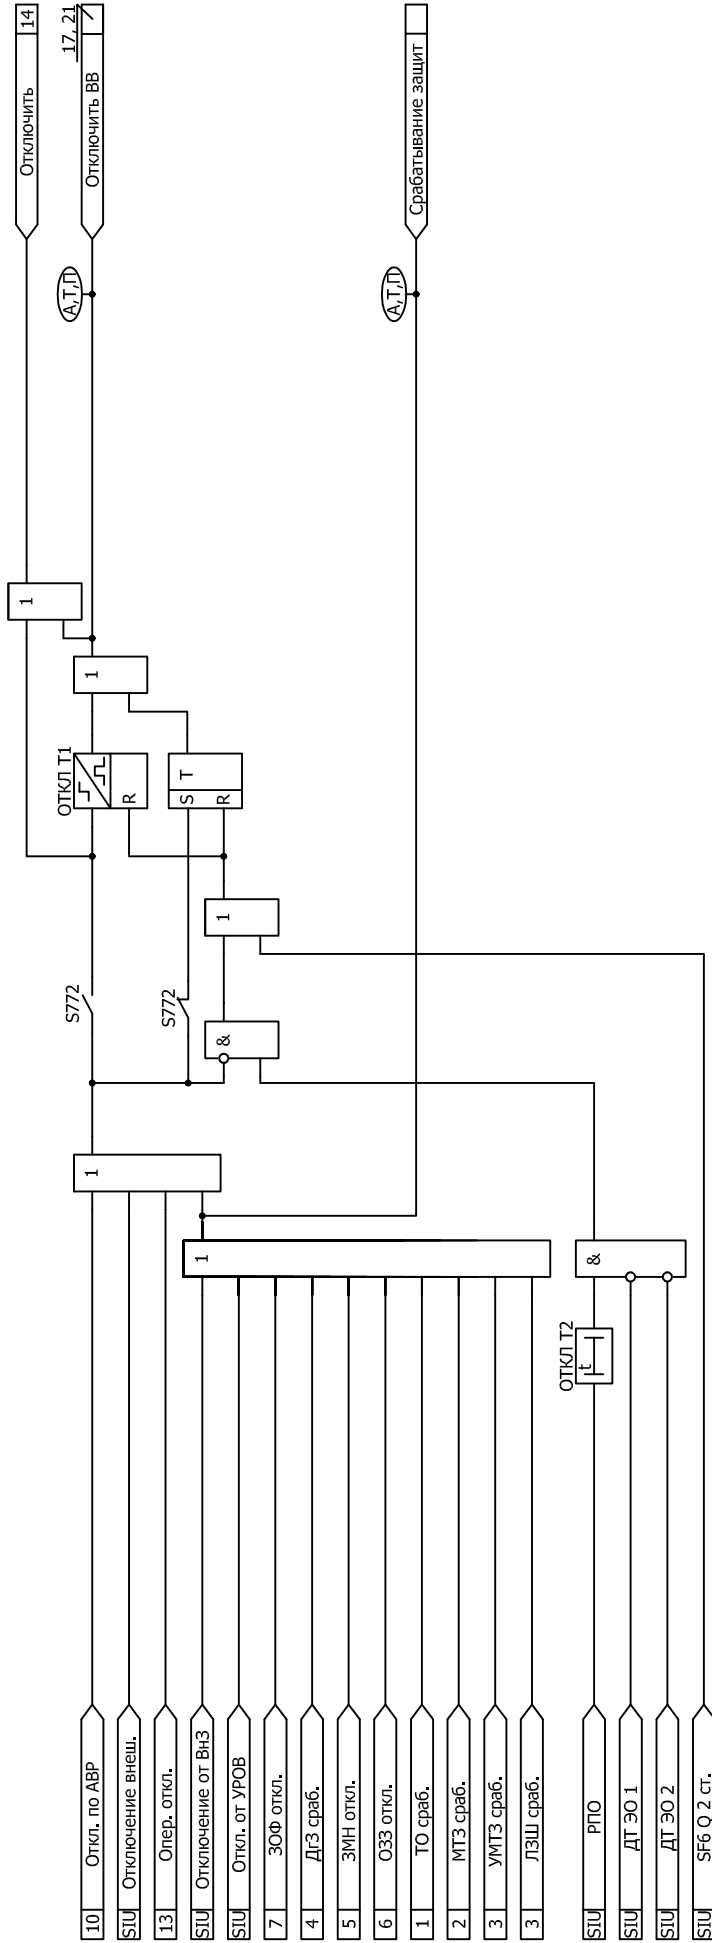 14
Отключить
17, 21
Отключить ВВ
Срабатывание защит
А,Т,П
А,Т,П
1
1
ОТКЛ Т1
R
S T
R
1
S772
S772
&
1
1
&
ОТКЛ Т2
t
10 Откл. по АВР
SIU Отключение внеш.
13 Опер. откл.
SIU Отключение от ВнЗ
SIU Откл. от УРОВ
7 ЗОФ откл.
4 ДгЗ сраб.
5 ЗМН откл.
6 ОЗЗ откл.
1 ТО сраб.
2 МТЗ сраб.
3 УМТЗ сраб.
3 ЛЗШ сраб.
SIU РПО
SIU ДТ ЭО 1
SIU ДТ ЭО 2
SIU SF6 Q 2 ст.